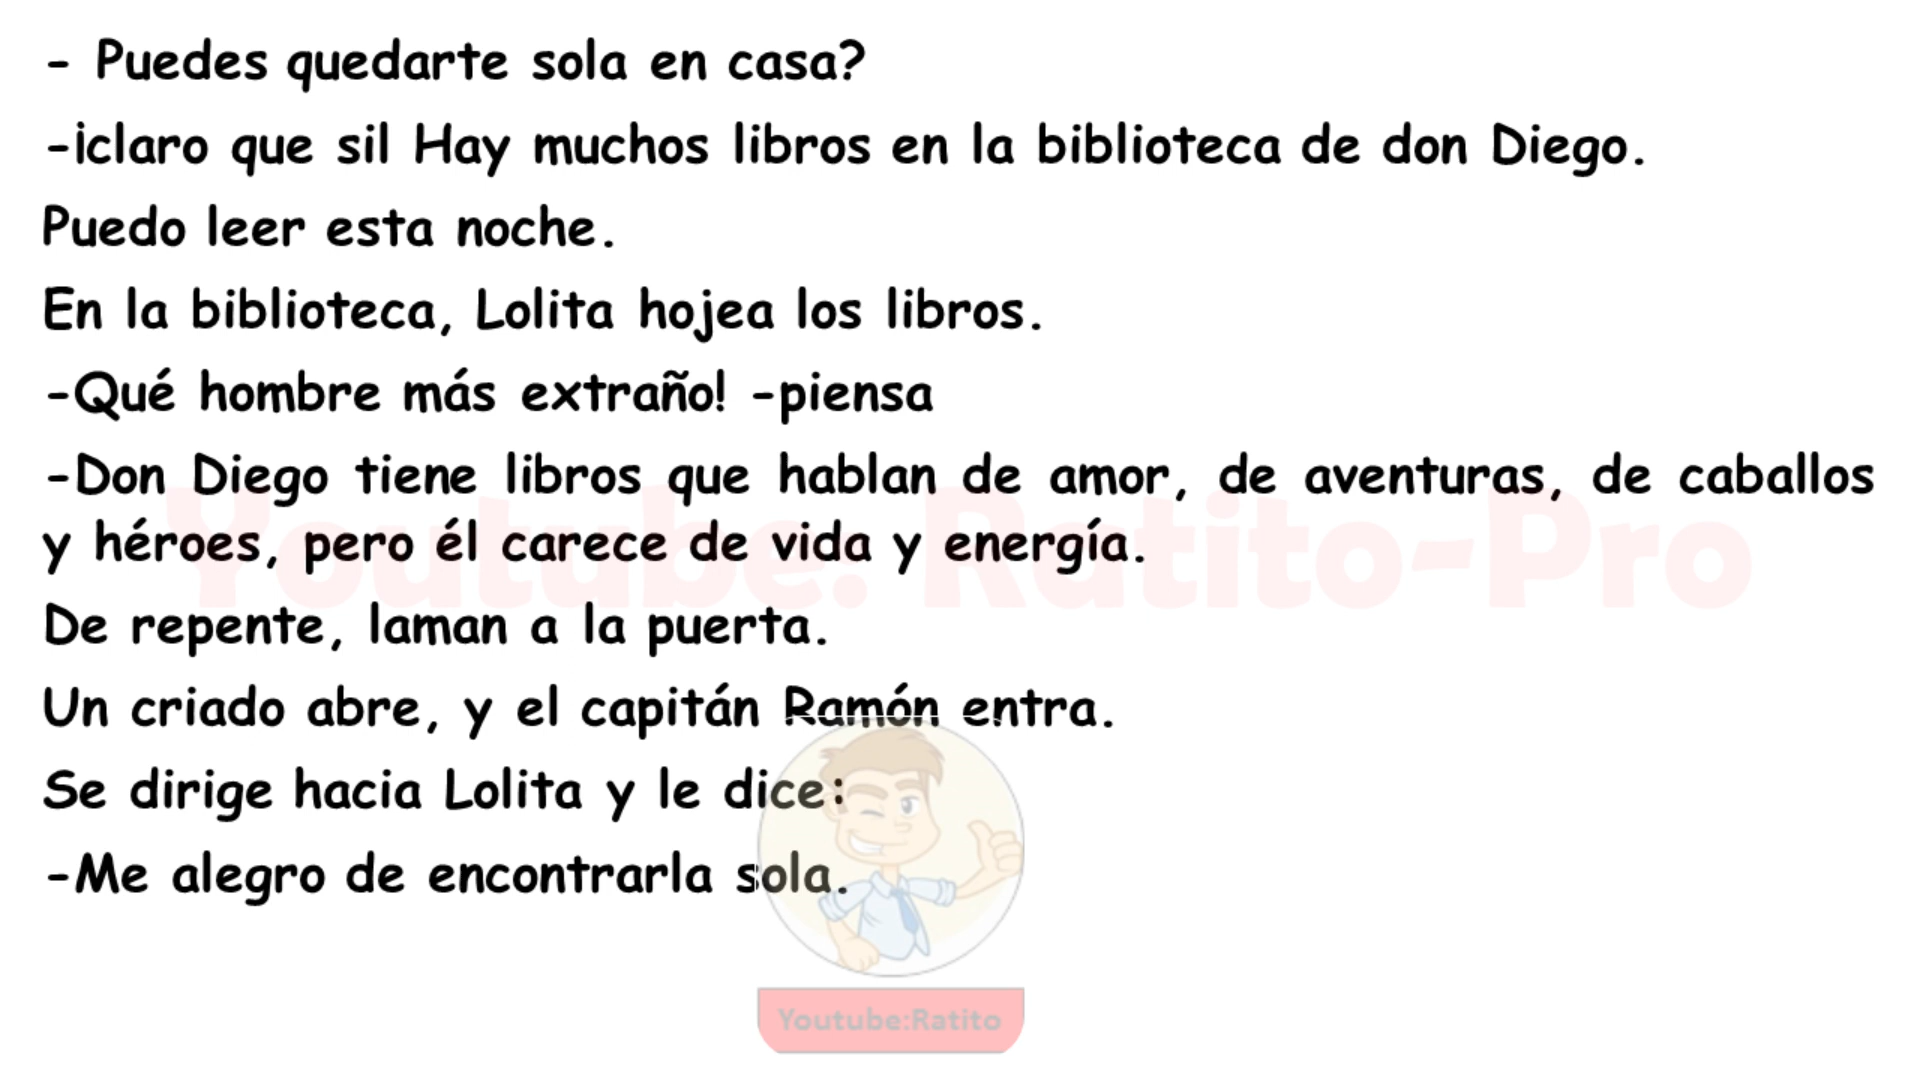 - Puedes quedarte sola en casa?
-iclaro que sil Hay muchos libros en la biblioteca de don Diego.
Puedo leer esta noche.
En la biblioteca, Lolita hojea los libros.
-Qué hombre más extraño! -piensa
-Don Diego tiene libros que hablan de amor, de aventuras, de caballos
y héroes, pero él carece de vida y energía.
Youtube: Ratito-Pro
De repente, laman a la puerta.
Un criado abre, y el capitán Ramón entra.
Se dirige hacia Lolita y le dice:
-Me alegro de encontrarla sola.
Youtube:Ratito